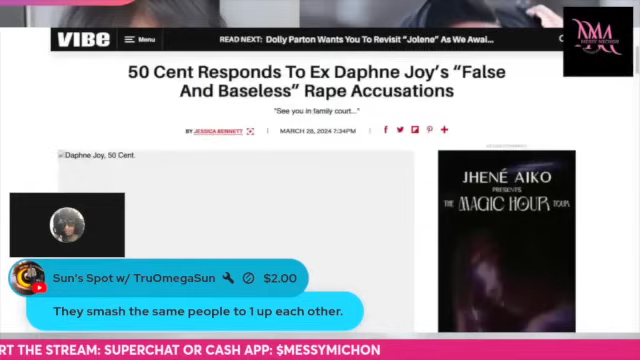 VIBE
Menu
READ NEXT: Dolly Parton Wants You To Revisit "Jolene" As We Awai...
50 Cent Responds To Ex Daphne Joy's "False
And Baseless" Rape Accusations
"See you in family court..."
BY JESSICA BENNETT
MARCH 28, 2024 7:34PM
Daphne Joy, 50 Cent.
JHENÉ AIKO
PRESENTS
THE MAGIC HOUR TOUR
Sun's Spot w/ TruOmegaSun
$2.00
They smash the same people to 1 up each other.
RT THE STREAM: SUPERCHAT OR CASH APP: $MESSYMICHON